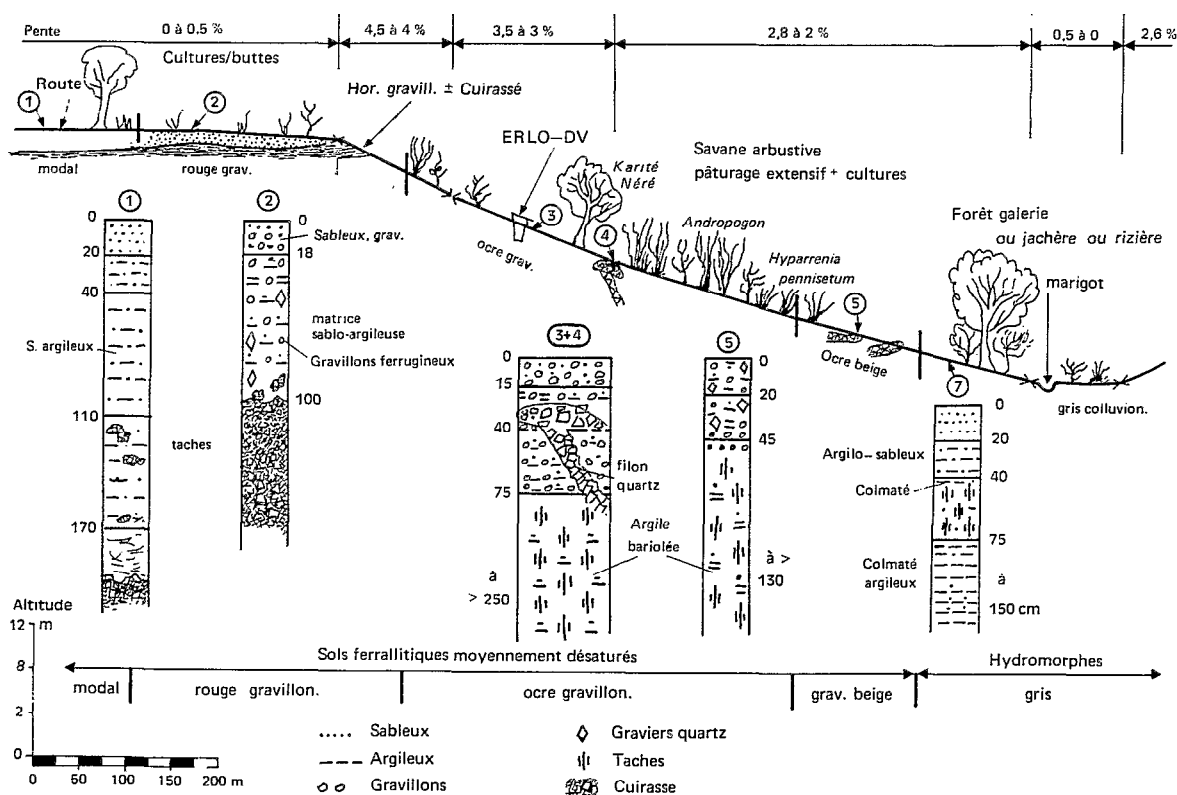 Pente 0 à 0,5 % 4,5 à 4 % 3,5 à 3 % 2,8 à 2 % 0,5 à 0 2,6 %
Cultures/buttes
Route
1
2
Hor. gravill. ± Cuirassé
ERLO–DV
modal
rouge grav.
Karité
Néré
Savane arbustive
pâturage extensif + cultures
3
ocre grav.
4
Andropogon
Hyparrenia
pennisetum
Forêt galerie
ou jachère ou rizière
marigot
5
Ocre beige
7
gris colluvion.
1
0
20
40
S. argileux
110
taches
170
2
0
Sableux, grav.
18
matrice
sablo-argileuse
Gravillons ferrugineux
100
3+4
0
15
40
filon
quartz
75
Argile
bariolée
à
> 250
5
0
20
45
à >
130
0
20
Argilo–sableux
40
Colmaté
75
Colmaté
argileux
à
150 cm
Altitude
12 m
8
2
0
Sols ferrallitiques moyennement désaturés
Hydromorphes
modal
rouge gravillon.
ocre gravillon.
grav. beige
gris
Sableux
Argileux
Gravillons
Graviers quartz
Taches
Cuirasse
0 50 100 150 200 m